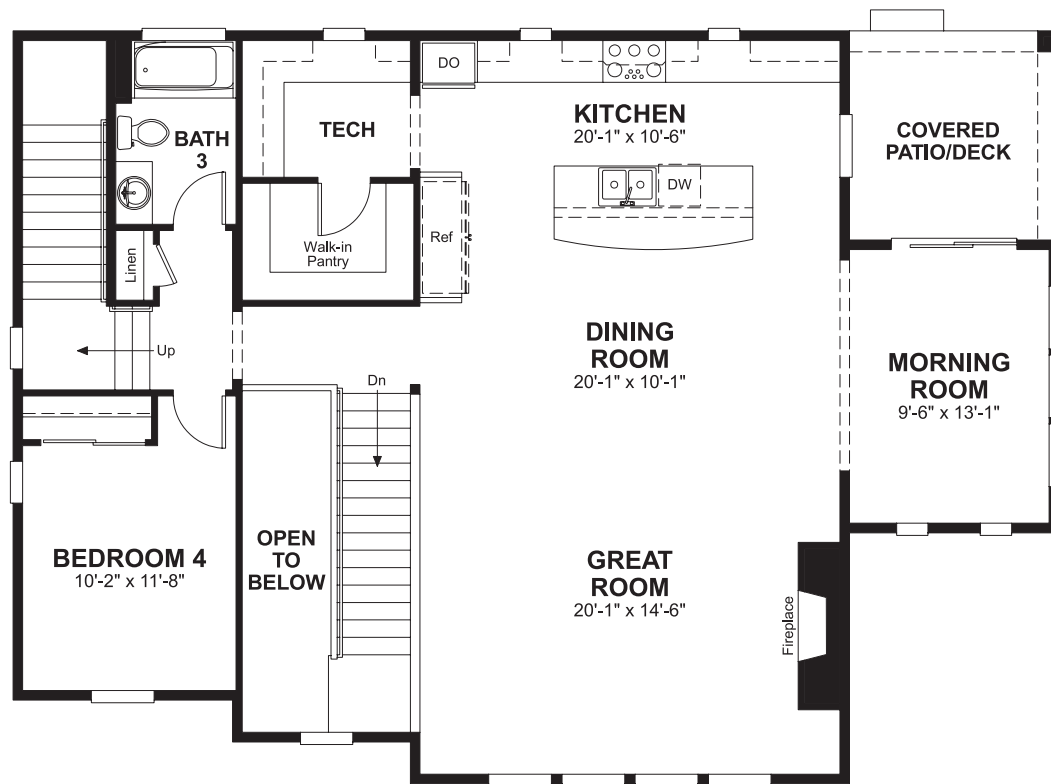 DO
KITCHEN
20'-1" x 10'-6"
TECH
BATH
3
COVERED
PATIO/DECK
DW
Walk-in
Pantry
Ref
Linen
Up
Dn
DINING
ROOM
20'-1" x 10'-1"
MORNING
ROOM
9'-6" x 13'-1"
BEDROOM 4
10'-2" x 11'-8"
OPEN
TO
BELOW
GREAT
ROOM
20'-1" x 14'-6"
Fireplace